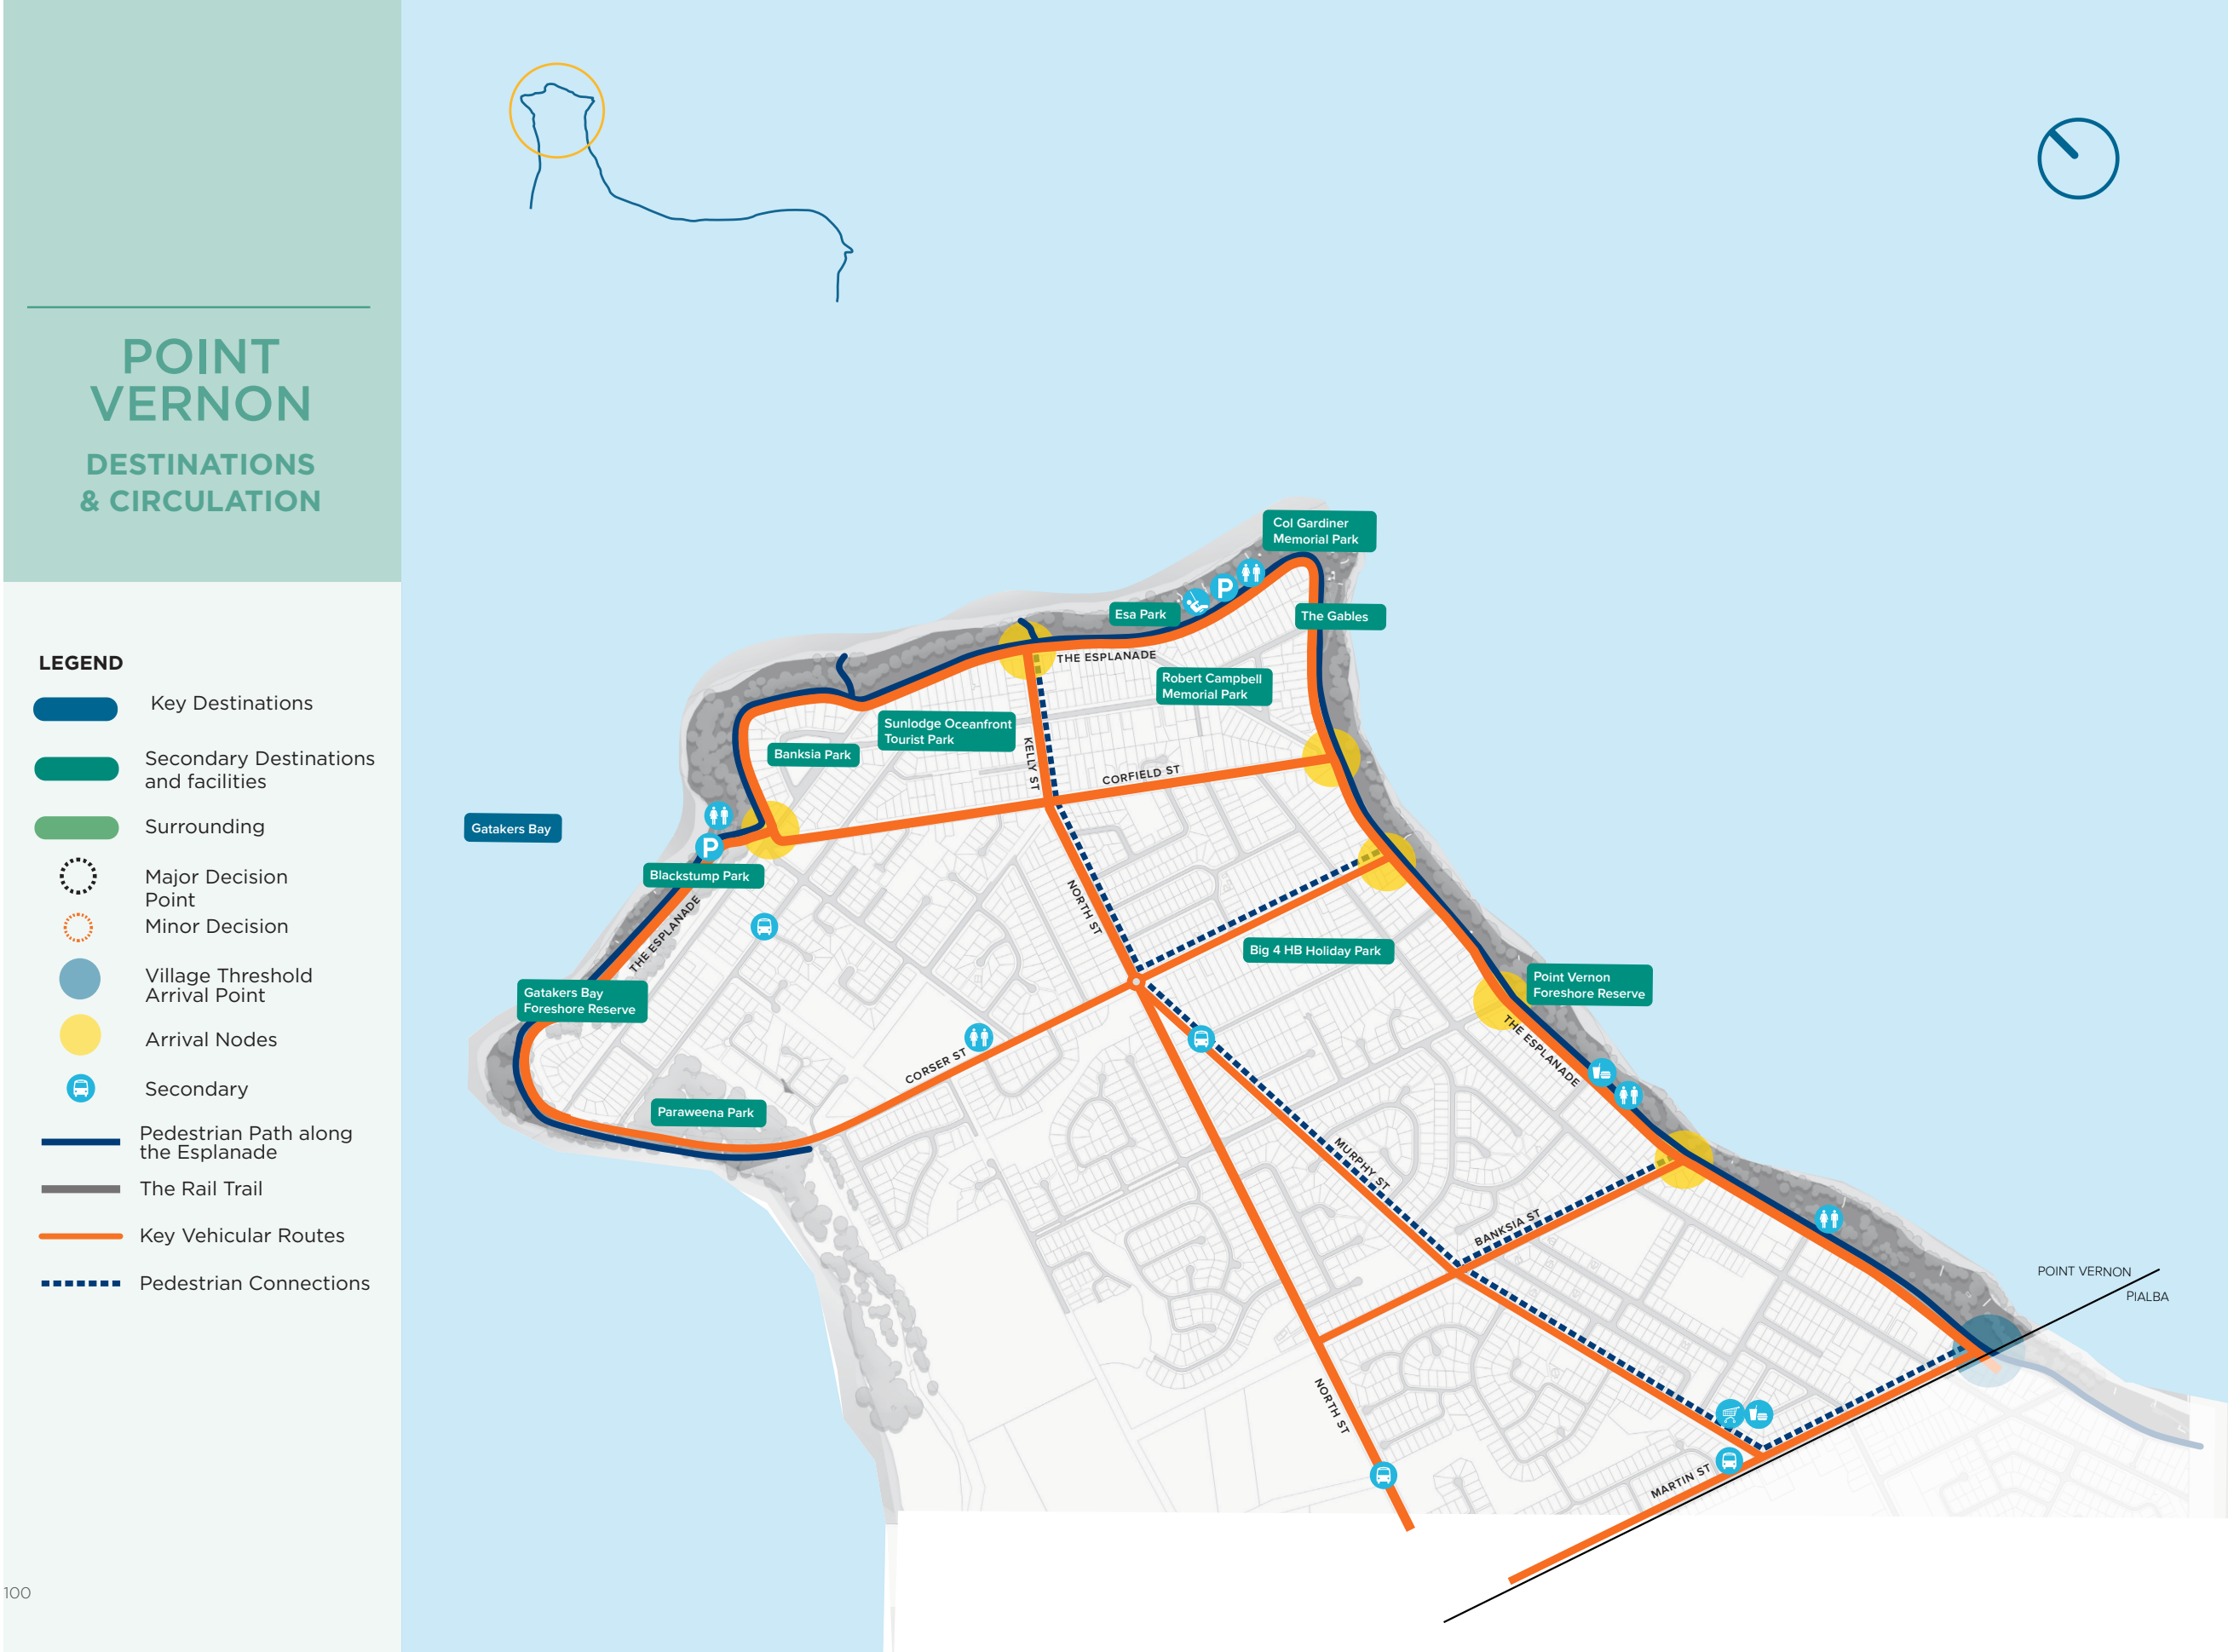 POINT
VERNON
DESTINATIONS
& CIRCULATION
LEGEND
Key Destinations
Secondary Destinations
and facilities
Surrounding
Major Decision
Point
Minor Decision
Village Threshold
Arrival Point
Arrival Nodes
Secondary
Pedestrian Path along
the Esplanade
The Rail Trail
Key Vehicular Routes
Pedestrian Connections
100
Col Gardiner
Memorial Park
P
Esa Park
The Gables
THE ESPLANADE
Robert Campbell
Memorial Park
Sunlodge Oceanfront
Tourist Park
Banksia Park
KELLY ST
CORFIELD ST
Gatakers Bay
P
Blackstump Park
THE ESPLANADE
NORTH ST
Big 4 HB Holiday Park
Point Vernon
Foreshore Reserve
Gatakers Bay
Foreshore Reserve
THE ESPLANADE
CORSER ST
Paraweena Park
MURPHY ST
BANKSIA ST
POINT VERNON
PIALBA
NORTH ST
MARTIN ST